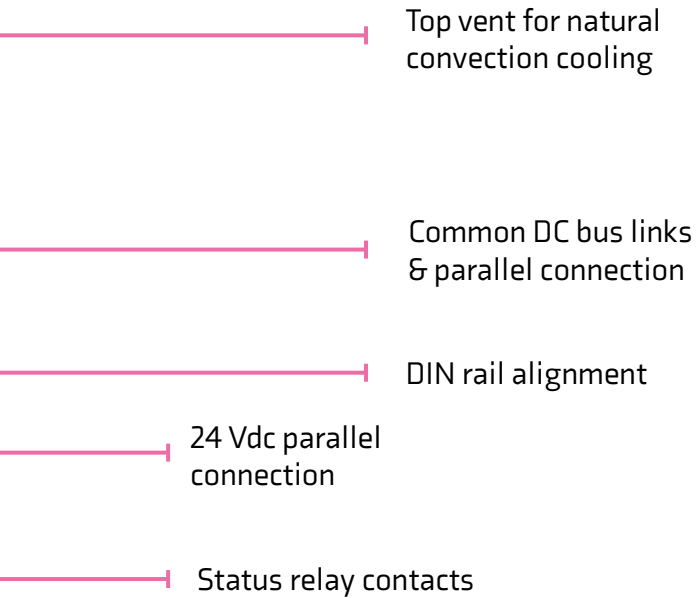 Top vent for natural
convection cooling
Common DC bus links
& parallel connection
DIN rail alignment
24 Vdc parallel
connection
Status relay contacts